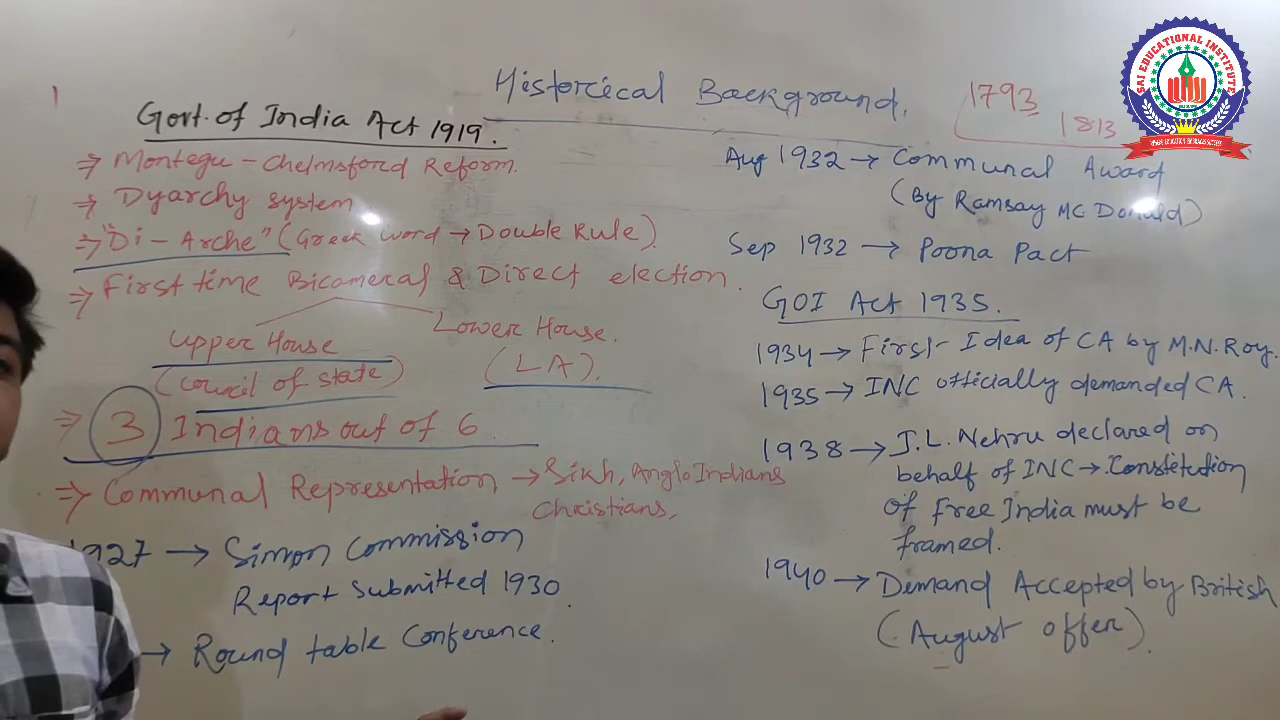 Historical Background.
1793
1813
SAI EDUCATIONAL INSTITUTE
Govt. of India Act 1919.
⇒ Montegu - Chelmsford Reform.
⇒ Dyarchy system
⇒ "Di - Arche" (Greek word → Double Rule)
⇒ First time Bicameral & Direct election.
Upper House
(council of state)
Lower House.
(LA).
⇒ 3 Indians out of 6
⇒ Communal Representation → Sikh, Anglo Indians
Christians,
1927 → Simon Commission
Report submitted 1930.
→ Round table Conference.
Aug 1932 → Communal Award
(By Ramsay MC Donald)
Sep 1932 → Poona Pact
GOI Act 1935.
1934 → First Idea of CA by M.N. Roy.
1935 → INC officially demanded CA.
1938 → J.L. Nehru declared on
behalf of INC → Constitution
of Free India must be
framed.
1940 → Demand Accepted by British
(August offer).